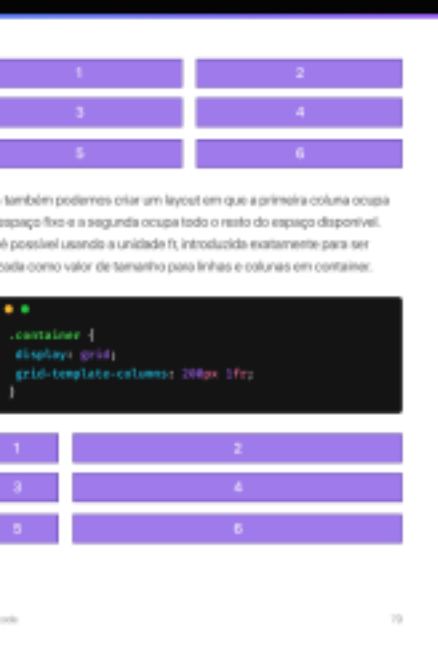 1 2
3 4
5 6
também podemos criar um layout em que a primeira coluna ocupa
espaço fixo e a segunda ocupa todo o resto do espaço disponível.
é possível usando a unidade fr, introduzida exatamente para ser
zada como valor de tamanho para linhas e colunas em container.
.container {
display: grid;
grid-template-columns: 200px 1fr;
}
1 2
3 4
5 6
79